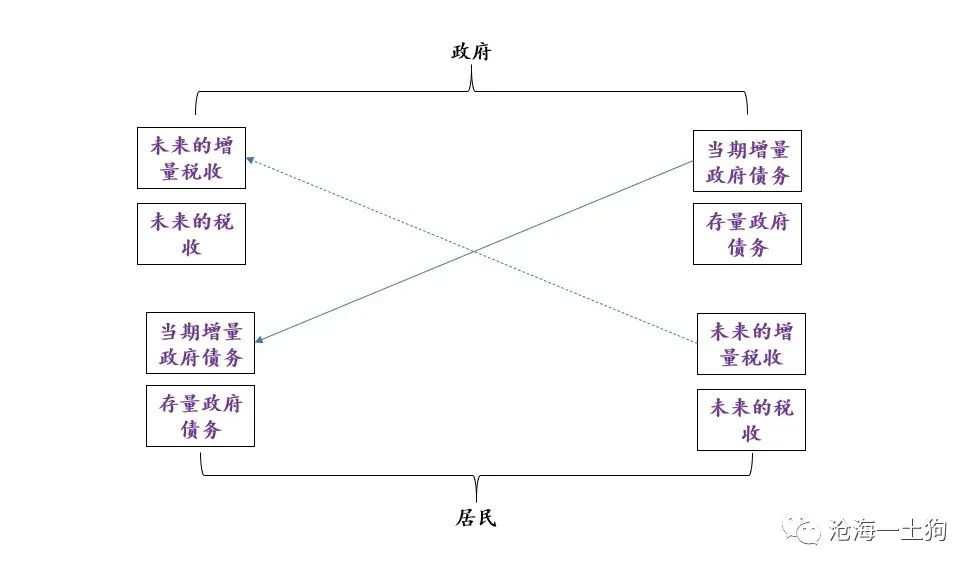 政府
未来的增
量税收
当期增量
政府债务
未来的税
收
存量政府
债务
当期增量
政府债务
未来的增
量税收
存量政府
债务
未来的税
收
居民
沧海一土狗